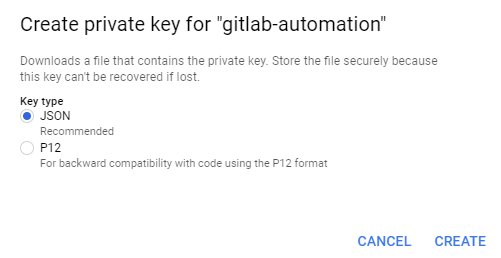 Create private key for "gitlab-automation"
Downloads a file that contains the private key. Store the file securely because
this key can't be recovered if lost.
Key type
JSON
Recommended
P12
For backward compatibility with code using the P12 format
CANCEL CREATE